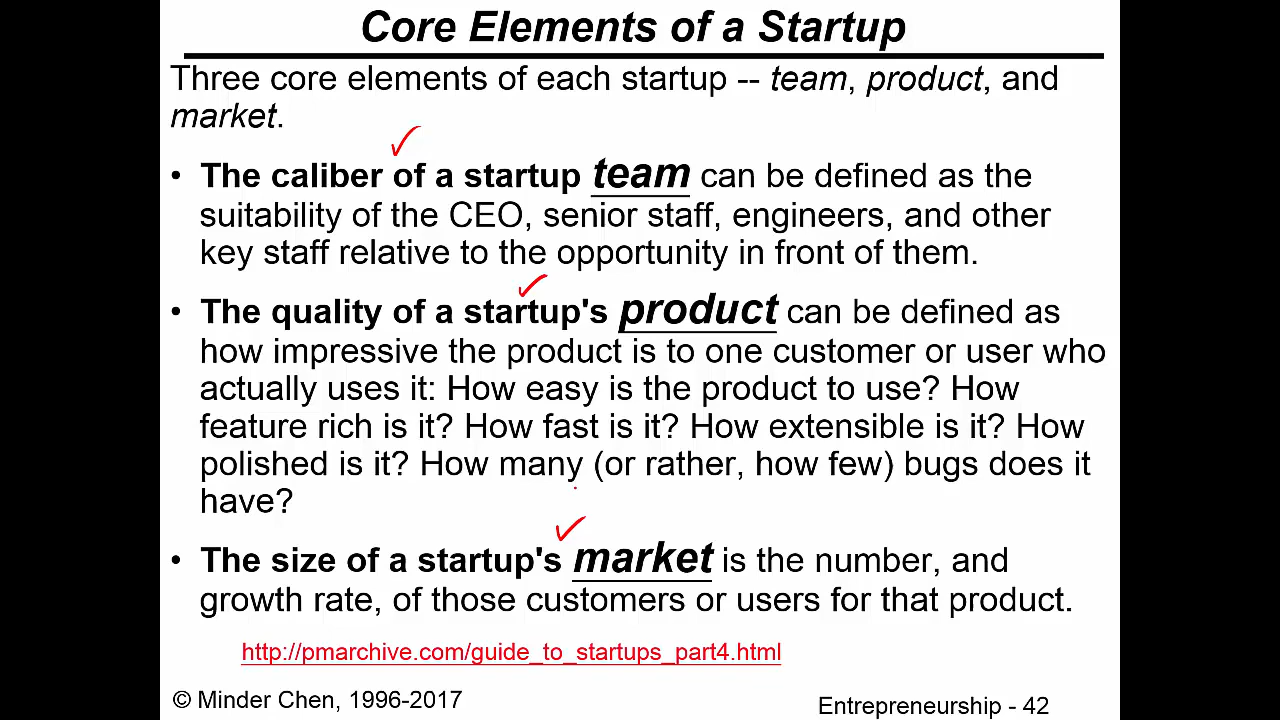 Core Elements of a Startup
Three core elements of each startup -- team, product, and
market.
• The caliber of a startup team can be defined as the
suitability of the CEO, senior staff, engineers, and other
key staff relative to the opportunity in front of them.
• The quality of a startup's product can be defined as
how impressive the product is to one customer or user who
actually uses it: How easy is the product to use? How
feature rich is it? How fast is it? How extensible is it? How
polished is it? How many (or rather, how few) bugs does it
have?
• The size of a startup's market is the number, and
growth rate, of those customers or users for that product.
http://pmarchive.com/guide_to_startups_part4.html
© Minder Chen, 1996-2017
Entrepreneurship - 42